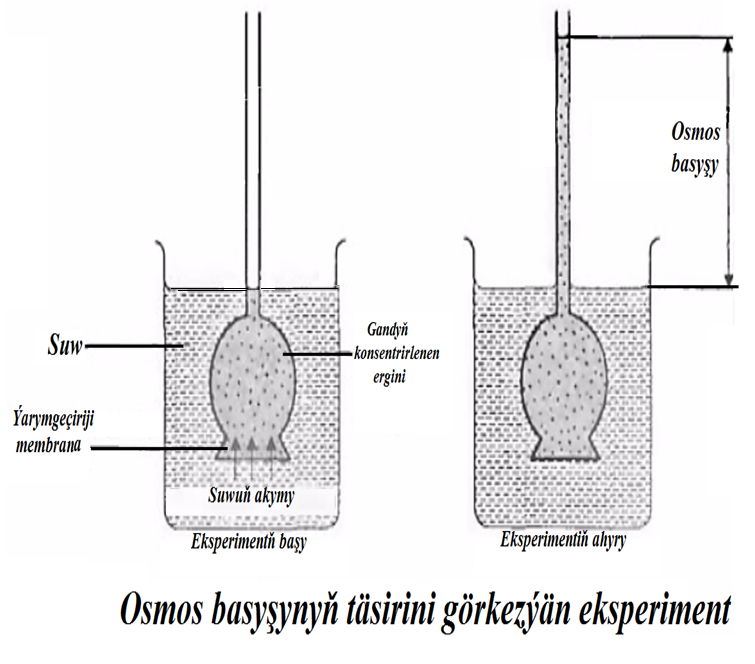 Osmos
basyşy
Suw
Gandyň
konsentrirlenen
ergini
Ýarymgeçiriji
membrana
Suwuň akymy
Eksperimentň başy
Eksperimentiň ahyry
Osmos basyşynyň täsirini görkezýän eksperiment